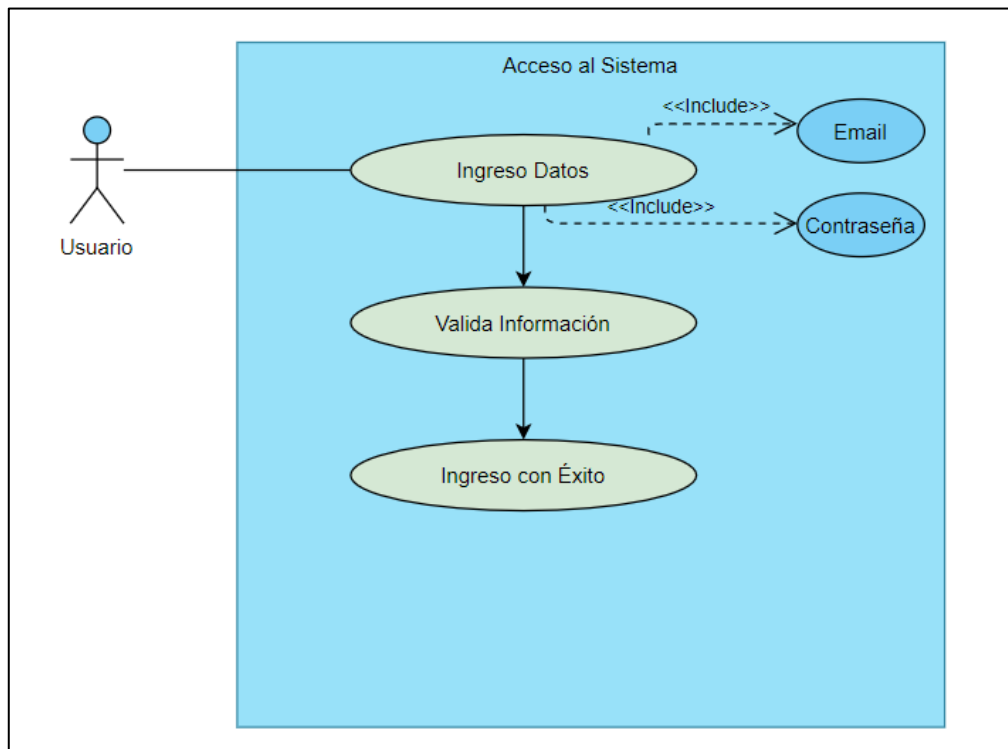 Acceso al Sistema
<<Include>>
Email
Ingreso Datos
<<Include>>
Contraseña
Usuario
Valida Información
Ingreso con Éxito